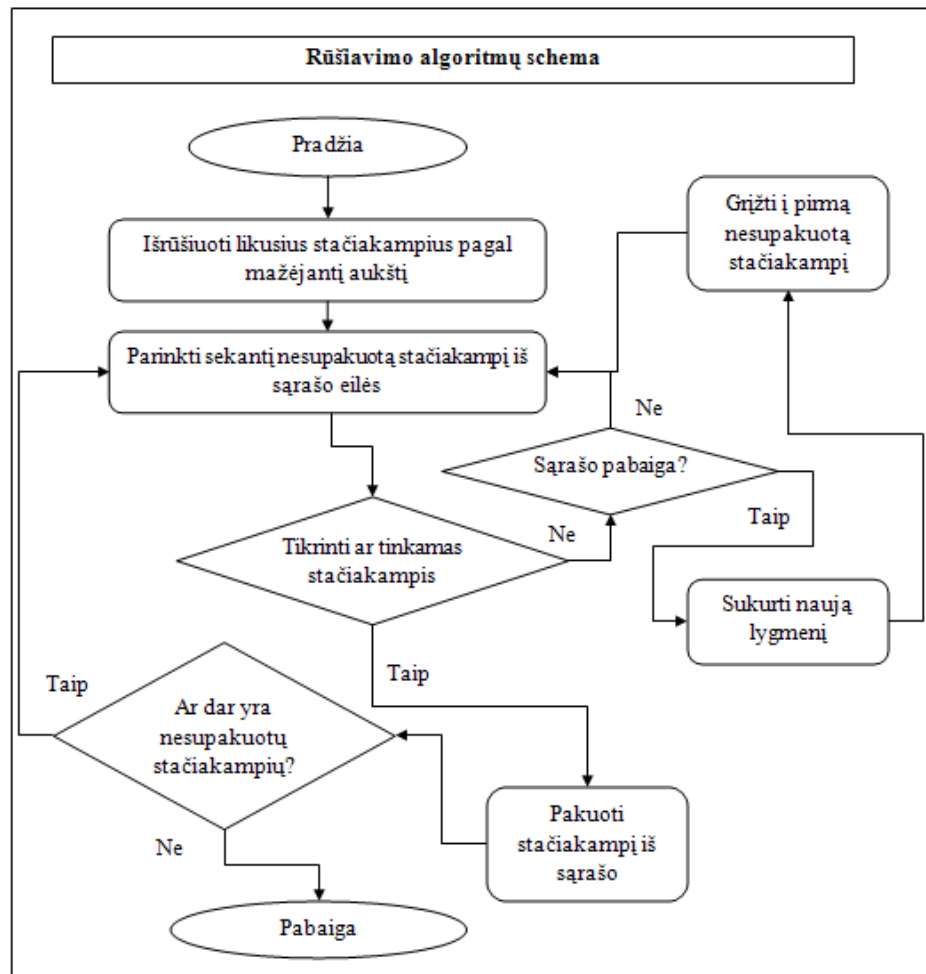 Rūšiavimo algoritmų schema
Pradžia
Išrūšiuoti likusius stačiakampius pagal
mažėjantį aukštį
Grįžti į pirmą
nesupakuotą
stačiakampį
Parinkti sekantį nesupakuotą stačiakampį iš
sąrašo eilės
Ne
Sąrašo pabaiga?
Taip
Ne
Tikrinti ar tinkamas
stačiakampis
Sukurti naują
lygmenį
Taip
Taip
Ar dar yra
nesupakuotų
stačiakampių?
Pakuoti
stačiakampį iš
sąrašo
Ne
Pabaiga